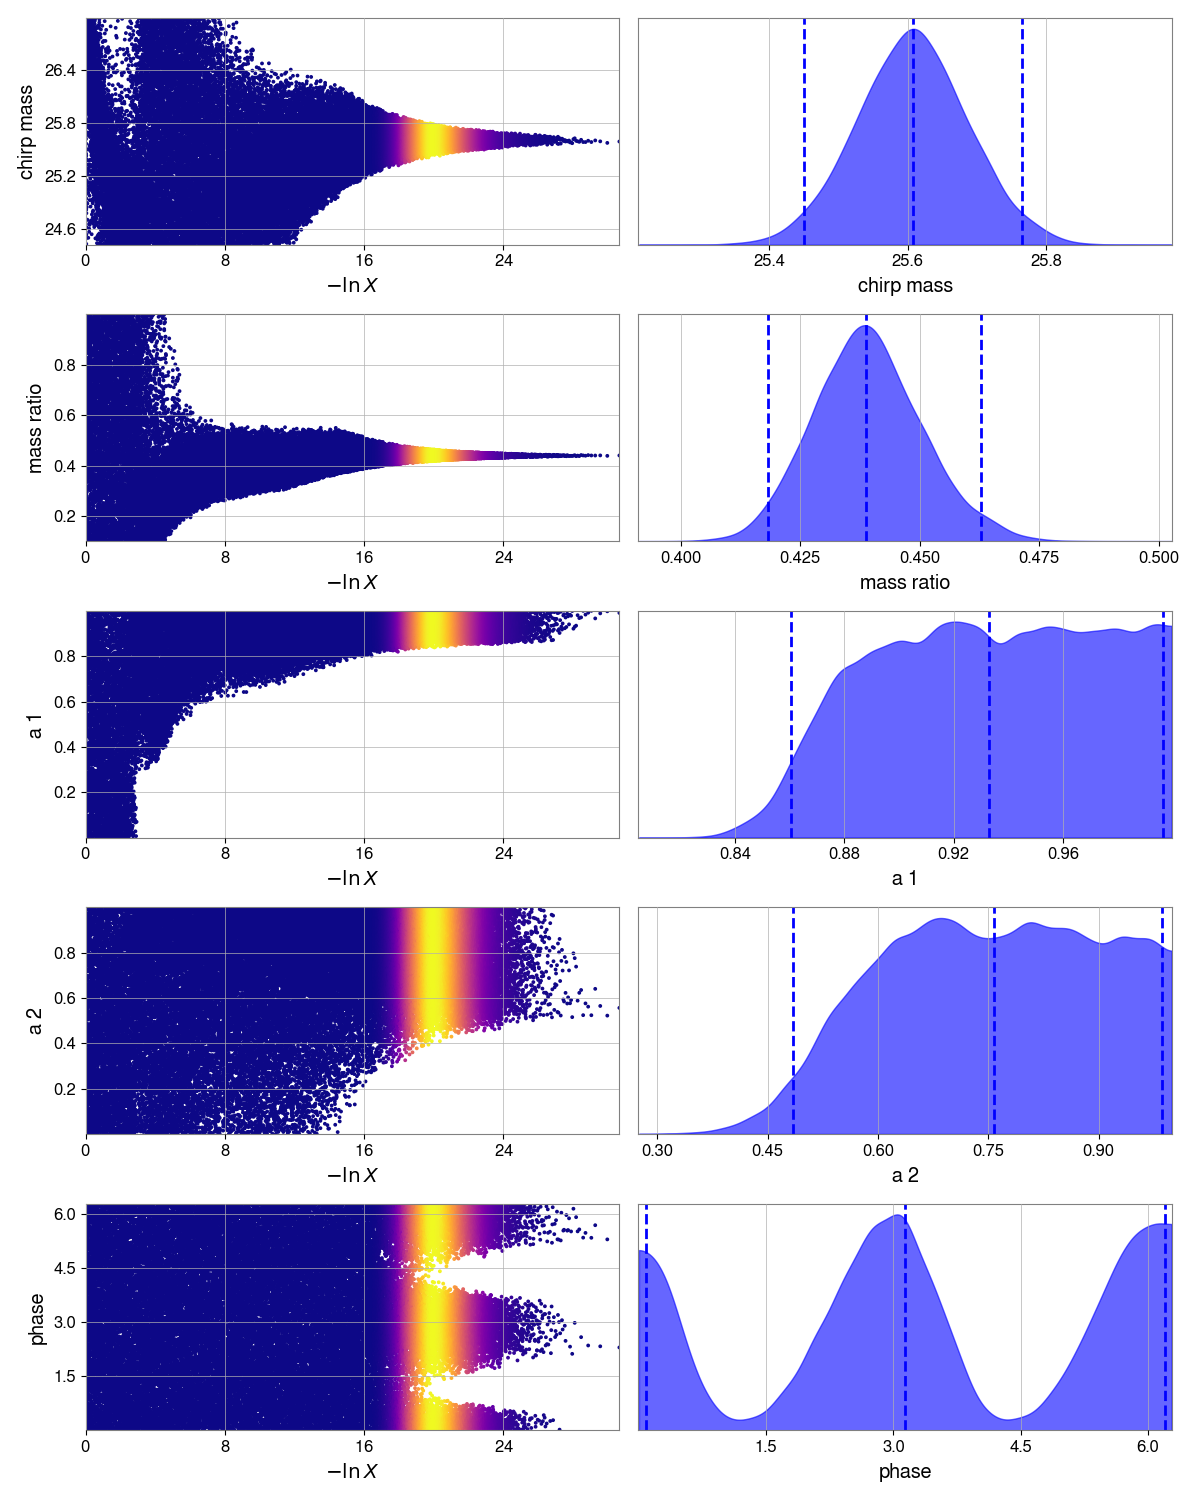 chirp mass
26.4
25.8
25.2
24.6
0 8 16 24
−ln X
25.4 25.6 25.8
chirp mass
mass ratio
0.8
0.6
0.4
0.2
0 8 16 24
−ln X
0.400 0.425 0.450 0.475 0.500
mass ratio
a 1
0.8
0.6
0.4
0.2
0 8 16 24
−ln X
0.84 0.88 0.92 0.96
a 1
a 2
0.8
0.6
0.4
0.2
0 8 16 24
−ln X
0.30 0.45 0.60 0.75 0.90
a 2
phase
6.0
4.5
3.0
1.5
0 8 16 24
−ln X
1.5 3.0 4.5 6.0
phase